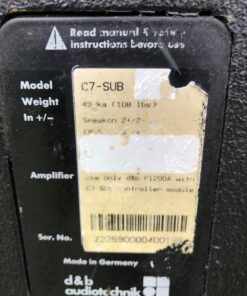 Read manual & safety
instructions before use
Model C7-SUB
Weight 49 kg (108 lbs)
In +/- Speakon 2+/2-
Amplifier Use only d&b P1200A with
C7-SUB controller module
Ser. No.
Made in Germany
d&b
audiotechnik